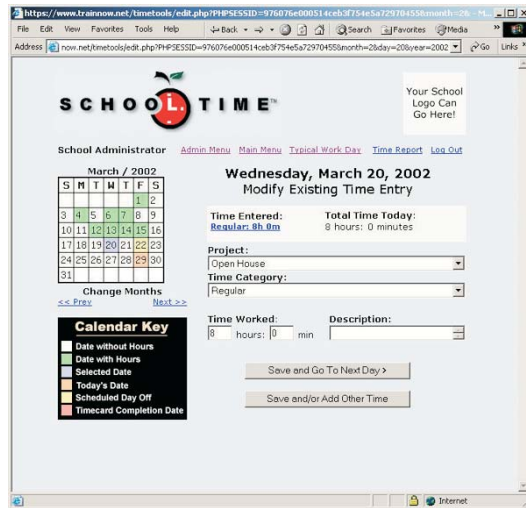 https://www.trainnow.net/timetools/edit.php?PHPSESSID=976076e000514ceb3f754e5a72970455&month=2&
File Edit View Favorites Tools Help Back Search Favorites Media
Address now.net/timetools/edit.php?PHPSESSID=976076e000514ceb3f754e5a72970455&month=2&day=20&year=2002 Go Links
SCHOOL TIME™
Your School
Logo Can
Go Here!
School Administrator Admin Menu Main Menu Typical Work Day Time Report Log Out
March / 2002
S M T W T F S
1 2
3 4 5 6 7 8 9
10 11 12 13 14 15 16
17 18 19 20 21 22 23
24 25 26 27 28 29 30
31
Change Months
<< Prev Next >>
Calendar Key
Date without Hours
Date with Hours
Selected Date
Today's Date
Scheduled Day Off
Timecard Completion Date
Wednesday, March 20, 2002
Modify Existing Time Entry
Time Entered: Total Time Today:
Regular: 8h 0m 8 hours: 0 minutes
Project:
Open House
Time Category:
Regular
Time Worked: Description:
8 hours: 0 min
Save and Go To Next Day >
Save and/or Add Other Time
Internet